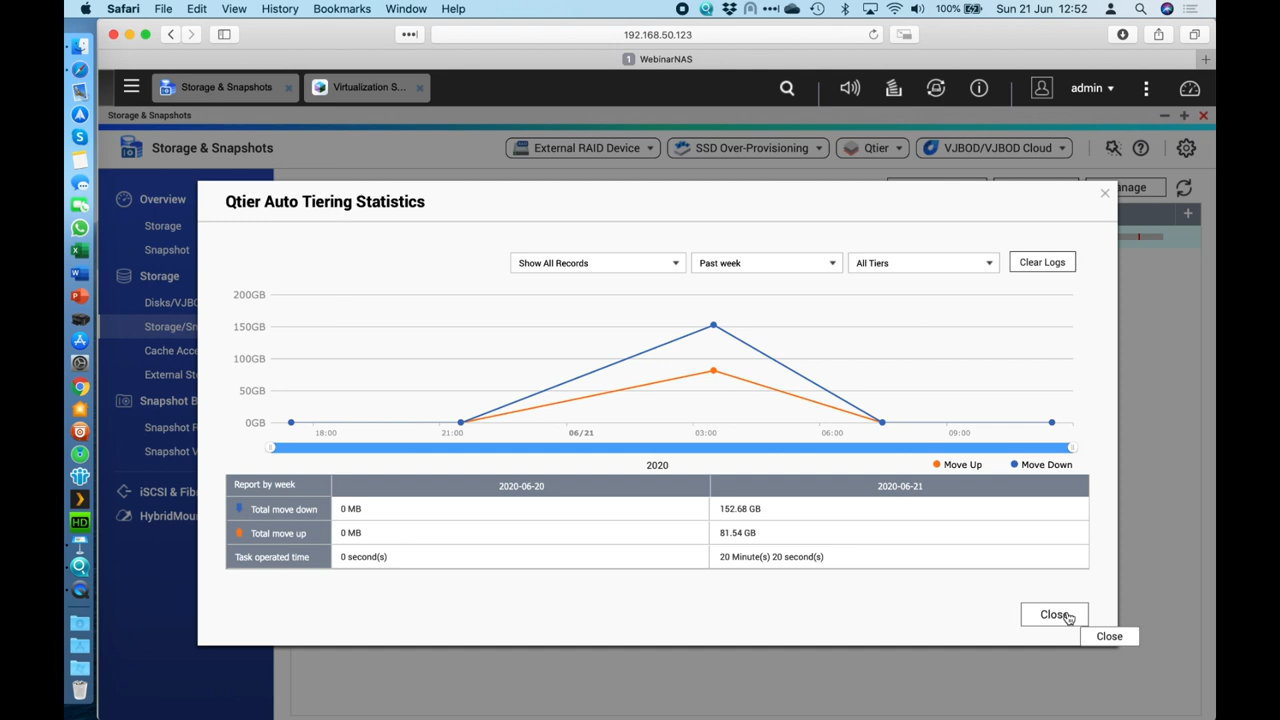 Safari File Edit View History Bookmarks Window Help 100% Sun 21 Jun 12:52
192.168.50.123
1 WebinarNAS
Storage & Snapshots Virtualization S... admin
Storage & Snapshots
Storage & Snapshots External RAID Device SSD Over-Provisioning Qtier VJBOD/VJBOD Cloud
Overview
Storage
Snapshot
Storage
Disks/VJBO
Storage/Sn
Cache Acce
External Sto
Snapshot B
Snapshot R
Snapshot V
iSCSI & Fib
HybridMoun
anage
Qtier Auto Tiering Statistics
Show All Records Past week All Tiers Clear Logs
200GB
150GB
100GB
50GB
0GB
18:00 21:00 06/21 03:00 06:00 09:00
2020
Move Up Move Down
Report by week 2020-06-20 2020-06-21
Total move down 0 MB 152.68 GB
Total move up 0 MB 81.54 GB
Task operated time 0 second(s) 20 Minute(s) 20 second(s)
Close
Close
HD